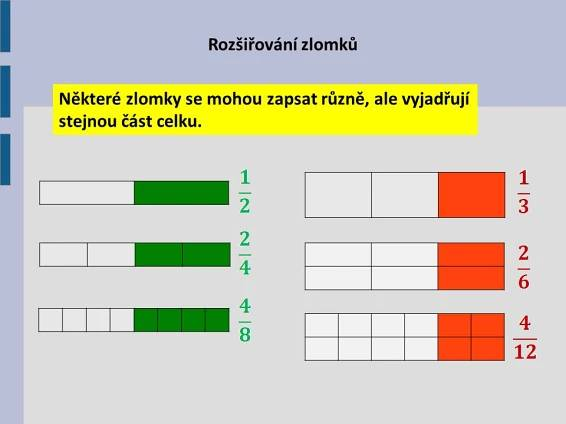 Rozšiřování zlomků
Některé zlomky se mohou zapsat různě, ale vyjadřují
stejnou část celku.
1/2
1/3
2/4
2/6
4/8
4/12